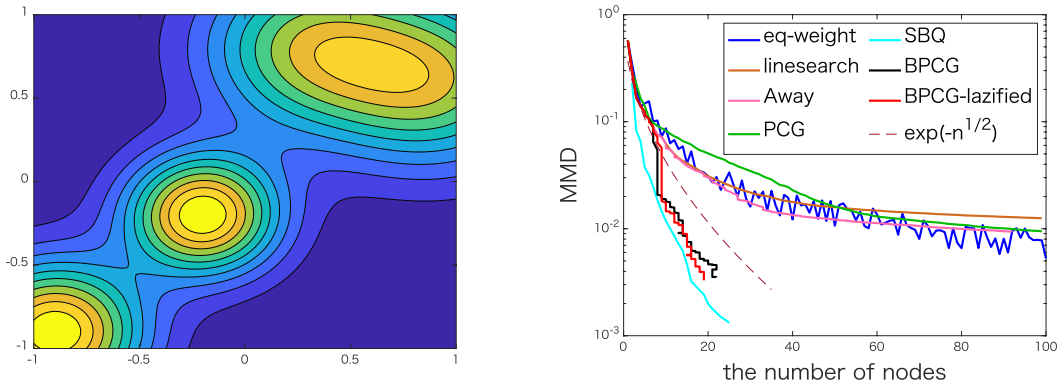 1
0.5
0
-0.5
-1
-1 -0.5 0 0.5 1
10^0
10^-1
10^-2
10^-3
MMD
eq-weight SBQ
linesearch BPCG
Away BPCG-lazified
PCG exp(-n^1/2)
0 20 40 60 80 100
the number of nodes